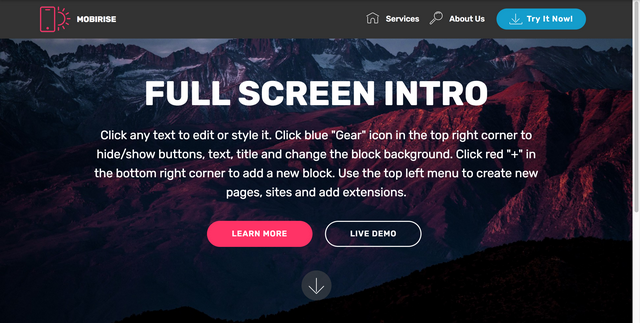 MOBIRISE
Services
About Us
Try It Now!
FULL SCREEN INTRO
Click any text to edit or style it. Click blue "Gear" icon in the top right corner to
hide/show buttons, text, title and change the block background. Click red "+" in
the bottom right corner to add a new block. Use the top left menu to create new
pages, sites and add extensions.
LEARN MORE
LIVE DEMO